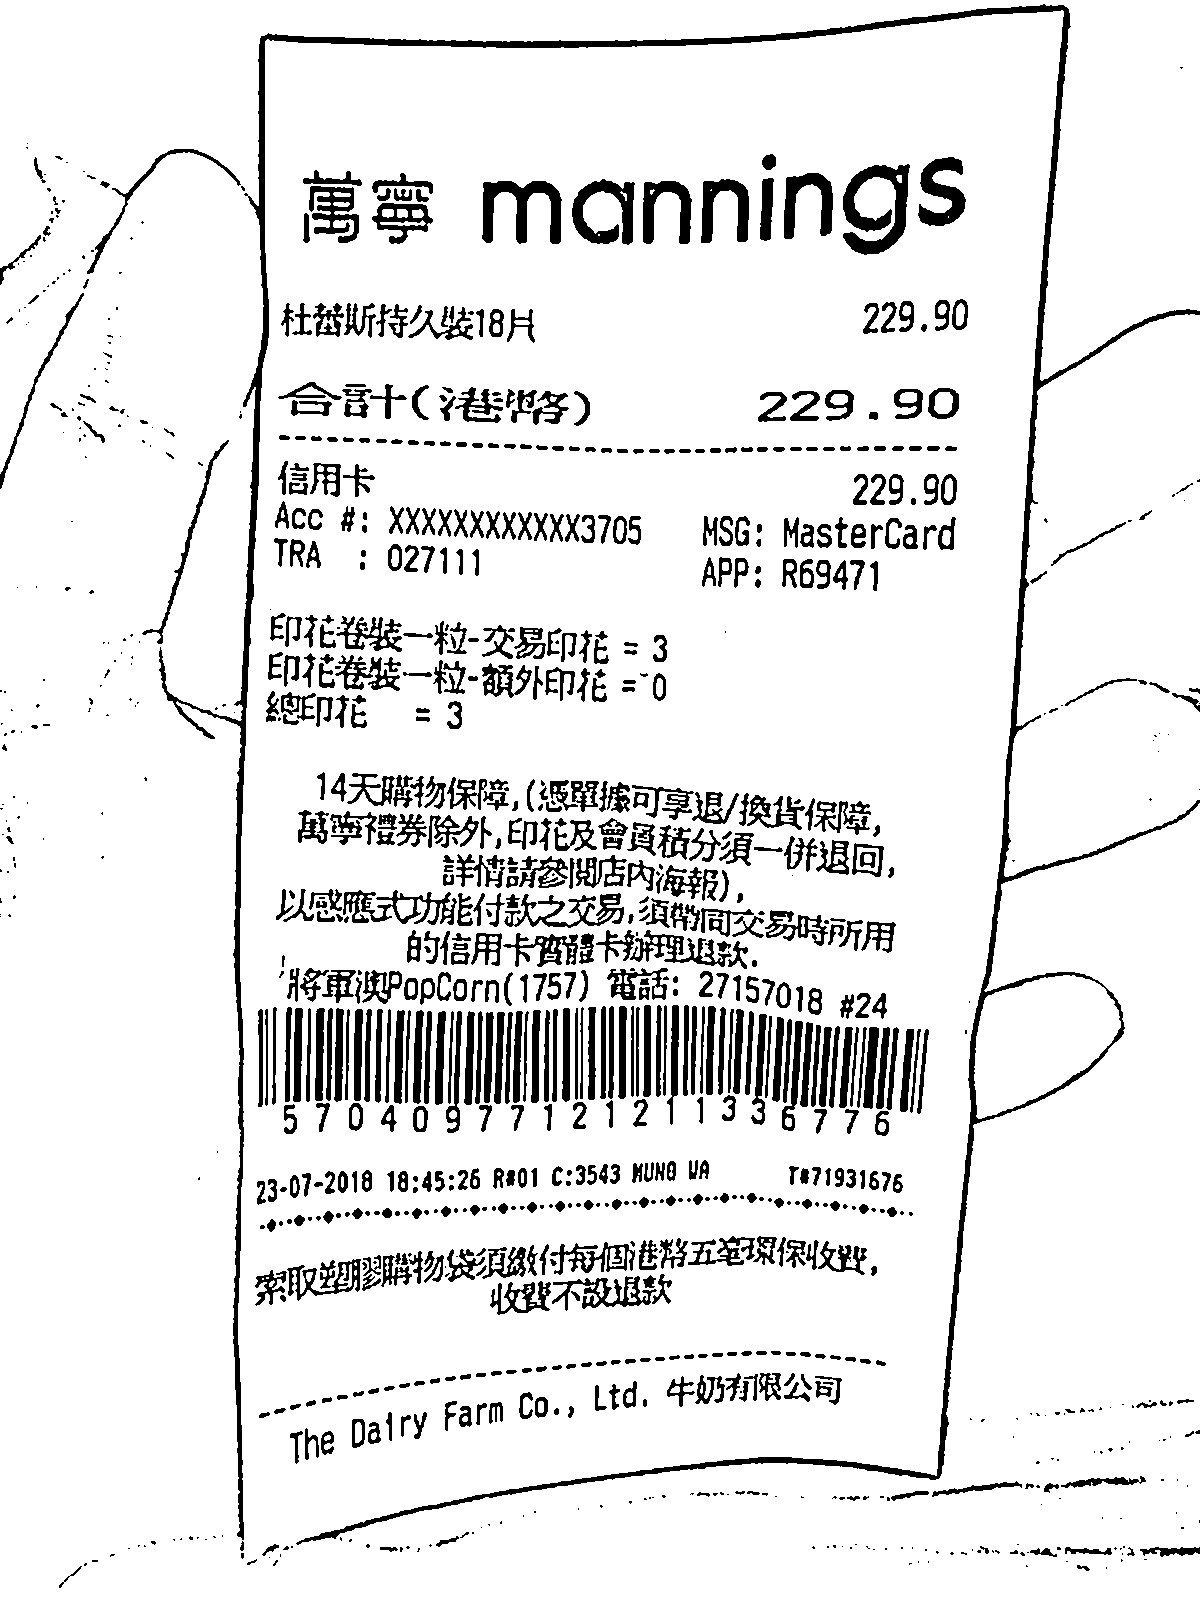 萬寧 mannings
杜蕾斯持久裝18片 229.90
合計(港幣) 229.90
信用卡 229.90
Acc #: XXXXXXXXXXXX3705 MSG: MasterCard
TRA : 027111 APP: R69471
印花卷裝一粒-交易印花 = 3
印花卷裝一粒-額外印花 = 0
總印花 = 3
14天購物保障,(憑單據可享退/換貨保障,
萬寧禮券除外,印花及會員積分須一併退回,
詳情請參閱店內海報),
以感應式功能付款之交易,須帶同交易時所用
的信用卡實體卡辦理退款.
將軍澳PopCorn(1757) 電話: 27157018 #24
57040977121211336776
23-07-2018 18:45:26 R#01 C:3543 MUNG WA T#71931676
索取塑膠購物袋須繳付每個港幣五毫環保收費,
收費不設退款
The Dairy Farm Co., Ltd. 牛奶有限公司